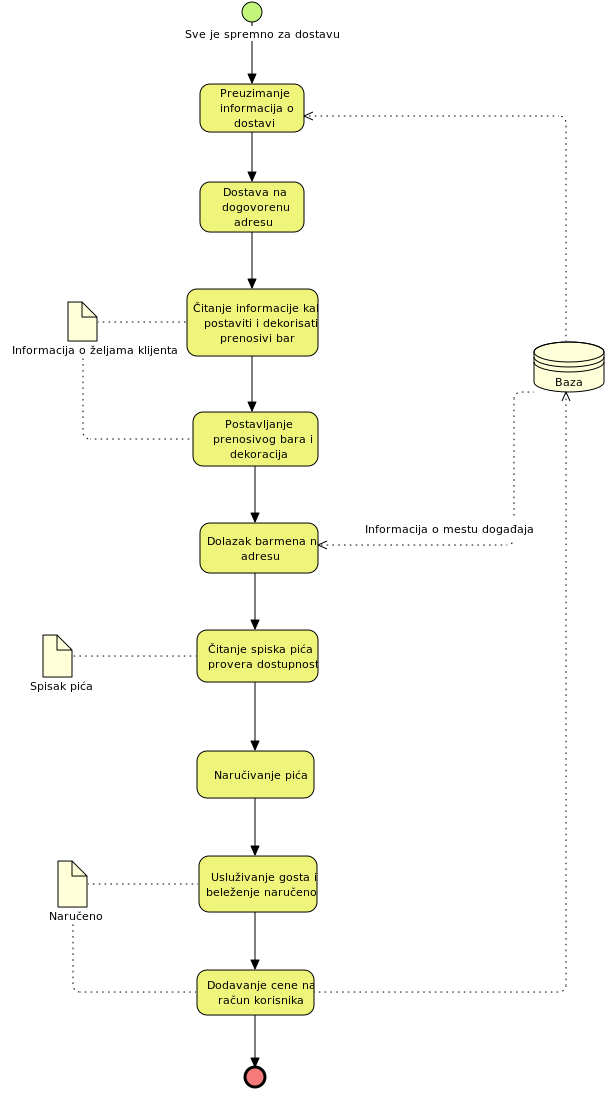 Sve je spremno za dostavu
Preuzimanje
informacija o
dostavi
Dostava na
dogovorenu
adresu
Čitanje informacije kal
postaviti i dekorisati
prenosivi bar
Informacija o željama klijenta
Baza
Postavljanje
prenosivog bara i
dekoracija
Informacija o mestu događaja
Dolazak barmena n
adresu
Čitanje spiska pića
provera dostupnost
Spisak pića
Naručivanje pića
Usluživanje gosta i
beleženje naručeno
Naručeno
Dodavanje cene na
račun korisnika